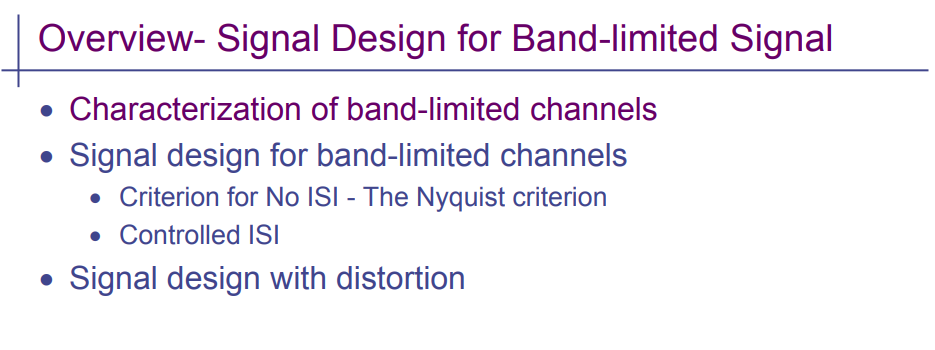 Overview- Signal Design for Band-limited Signal
• Characterization of band-limited channels
• Signal design for band-limited channels
• Criterion for No ISI - The Nyquist criterion
• Controlled ISI
• Signal design with distortion